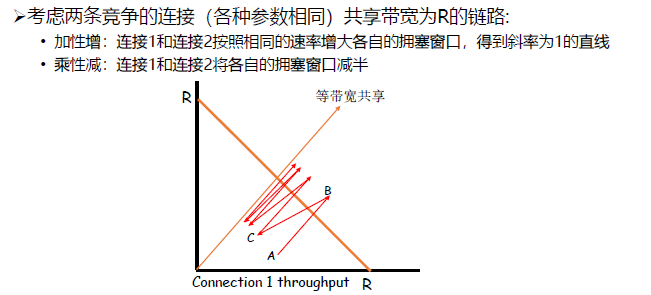 ➢考虑两条竞争的连接（各种参数相同）共享带宽为R的链路:
• 加性增：连接1和连接2按照相同的速率增大各自的拥塞窗口，得到斜率为1的直线
• 乘性减：连接1和连接2将各自的拥塞窗口减半
R
等带宽共享
B
C
A
Connection 1 throughput
R